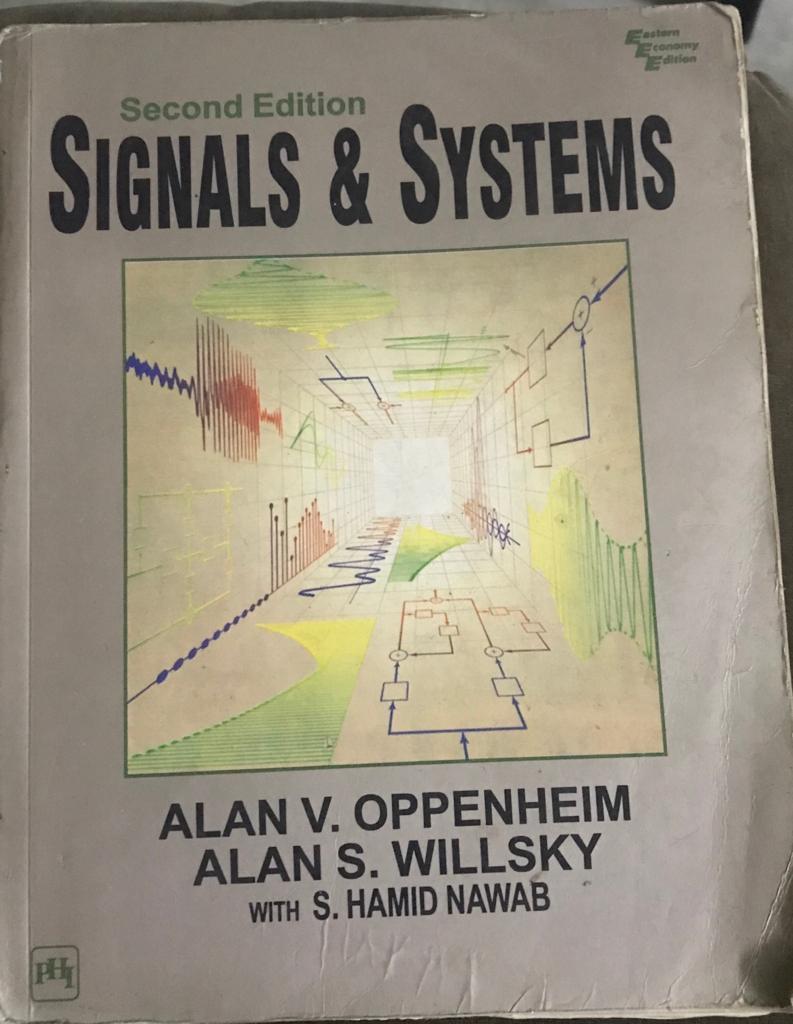 Eastern
Economy
Edition
Second Edition
SIGNALS & SYSTEMS
ALAN V. OPPENHEIM
ALAN S. WILLSKY
WITH S. HAMID NAWAB
PHI